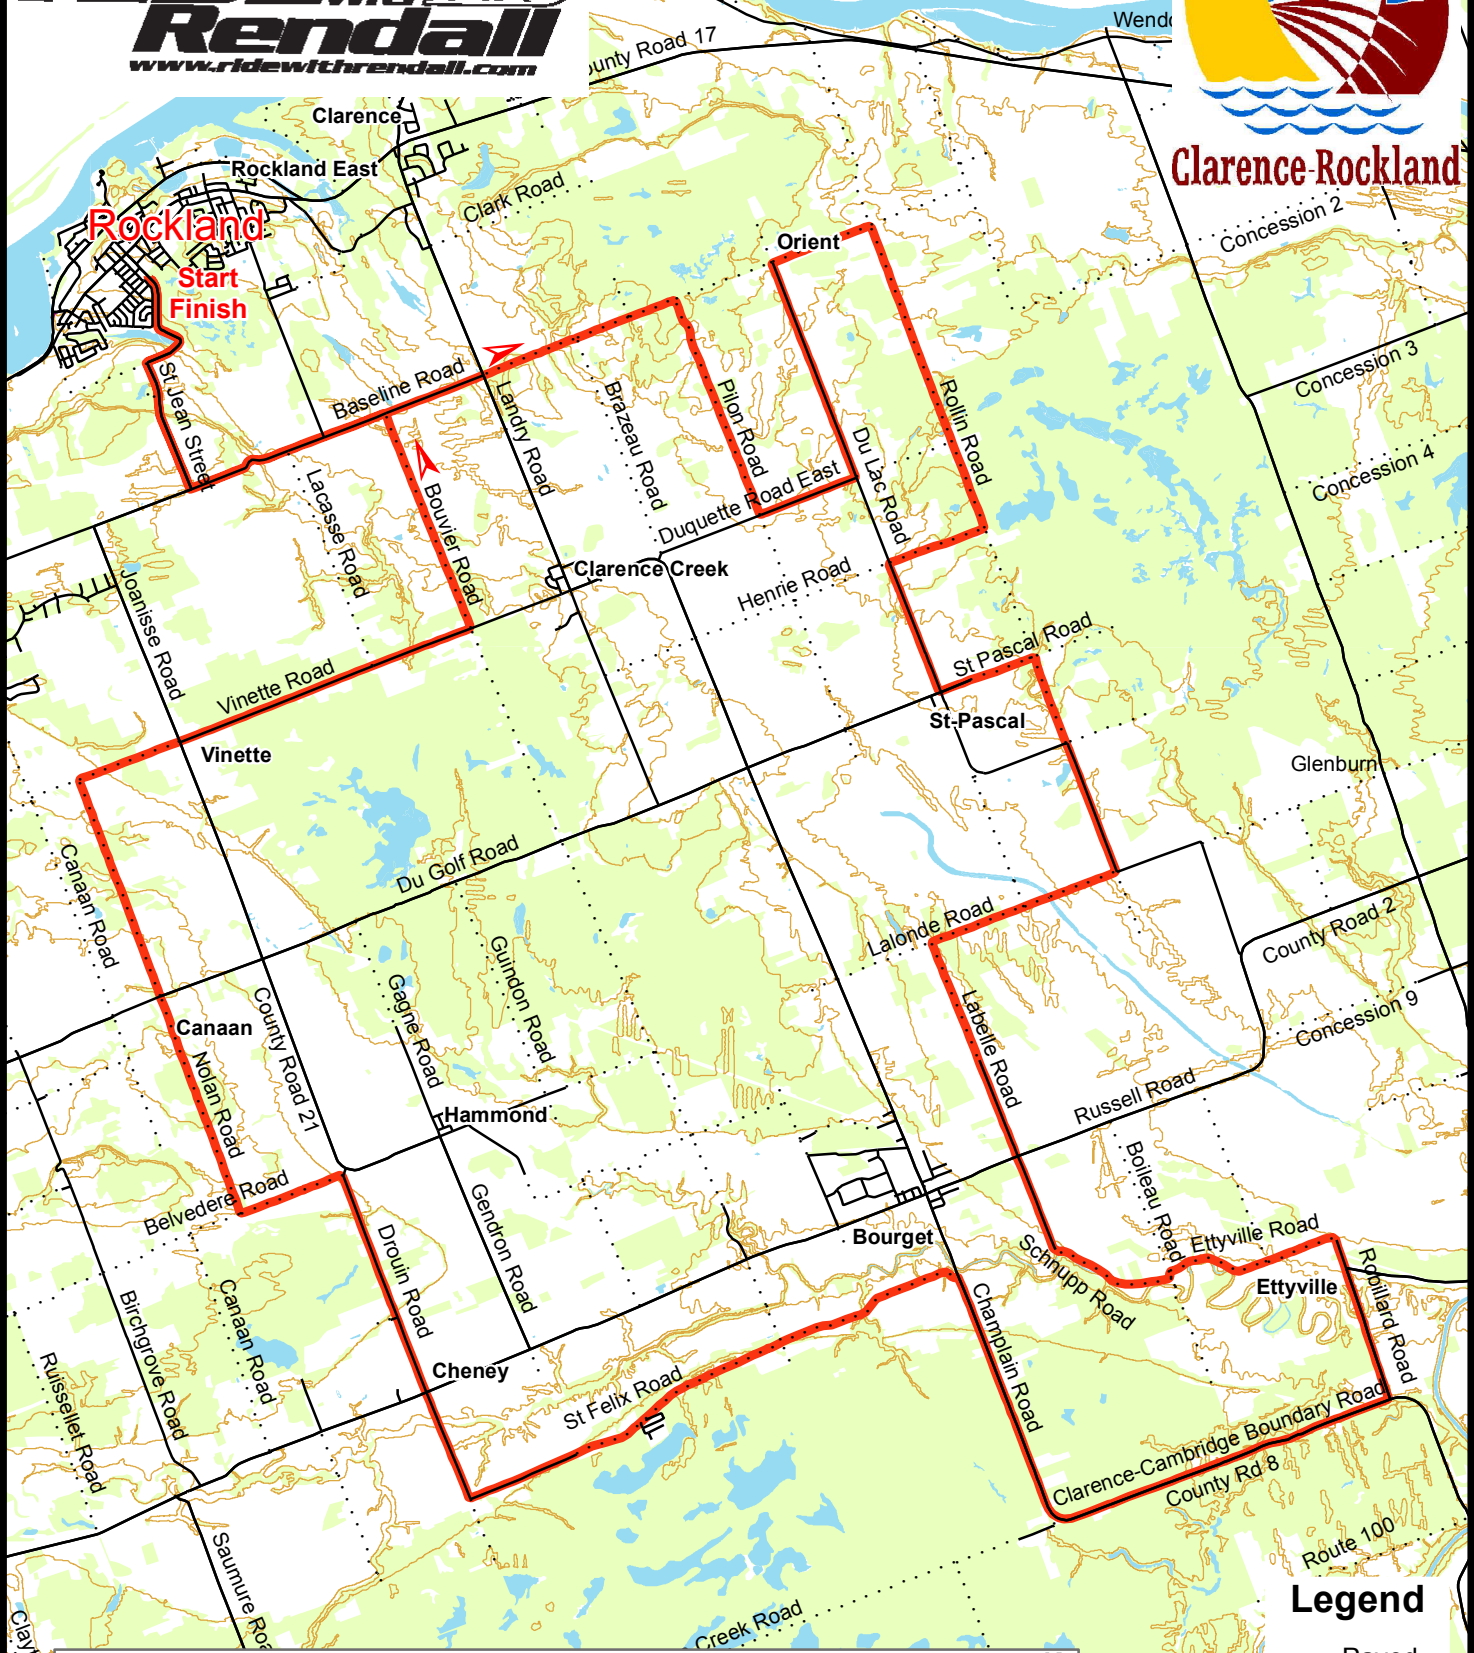 Rendall
www.ridewithrendall.com
Clarence-Rockland
County Road 17
Clarence
Rockland East
Rockland
Start
Finish
Clark Road
Orient
Concession 2
Concession 3
Concession 4
St Jean Street
Baseline Road
Landry Road
Brazeau Road
Pilon Road
Du Lac Road
Rollin Road
Lacasse Road
Bouvier Road
Duquette Road East
Clarence Creek
Henrie Road
Joanisse Road
Vinette Road
Vinette
St Pascal Road
St-Pascal
Glenburn
Canaan Road
Du Golf Road
Lalonde Road
County Road 2
Guindon Road
Gagne Road
County Road 21
Canaan
Nolan Road
Labelle Road
Concession 9
Russell Road
Hammond
Belvedere Road
Gendron Road
Drouin Road
Bourget
Boileau Road
Schnupp Road
Ettyville Road
Ettyville
Robillard Road
Champlain Road
Birchgrove Road
Canaan Road
Ruissellet Road
Cheney
St Felix Road
Clarence-Cambridge Boundary Road
County Rd 8
Route 100
Saumure Roa
Creek Road
Legend